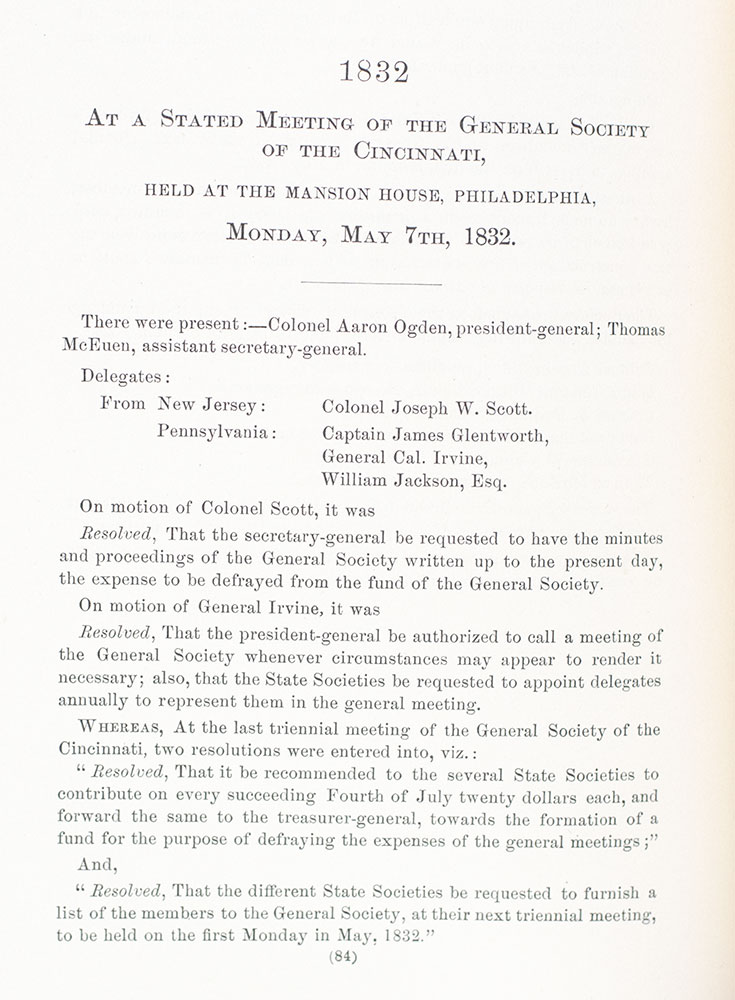 1832
At a Stated Meeting of the General Society
of the Cincinnati,
held at the Mansion House, Philadelphia,
Monday, May 7th, 1832.
There were present:—Colonel Aaron Ogden, president-general; Thomas
McEuen, assistant secretary-general.
Delegates:
From New Jersey: Colonel Joseph W. Scott.
Pennsylvania: Captain James Glentworth,
General Cal. Irvine,
William Jackson, Esq.
On motion of Colonel Scott, it was
Resolved, That the secretary-general be requested to have the minutes
and proceedings of the General Society written up to the present day,
the expense to be defrayed from the fund of the General Society.
On motion of General Irvine, it was
Resolved, That the president-general be authorized to call a meeting of
the General Society whenever circumstances may appear to render it
necessary; also, that the State Societies be requested to appoint delegates
annually to represent them in the general meeting.
Whereas, At the last triennial meeting of the General Society of the
Cincinnati, two resolutions were entered into, viz.:
"Resolved, That it be recommended to the several State Societies to
contribute on every succeeding Fourth of July twenty dollars each, and
forward the same to the treasurer-general, towards the formation of a
fund for the purpose of defraying the expenses of the general meetings;"
And,
"Resolved, That the different State Societies be requested to furnish a
list of the members to the General Society, at their next triennial meeting,
to be held on the first Monday in May, 1832."
(84)